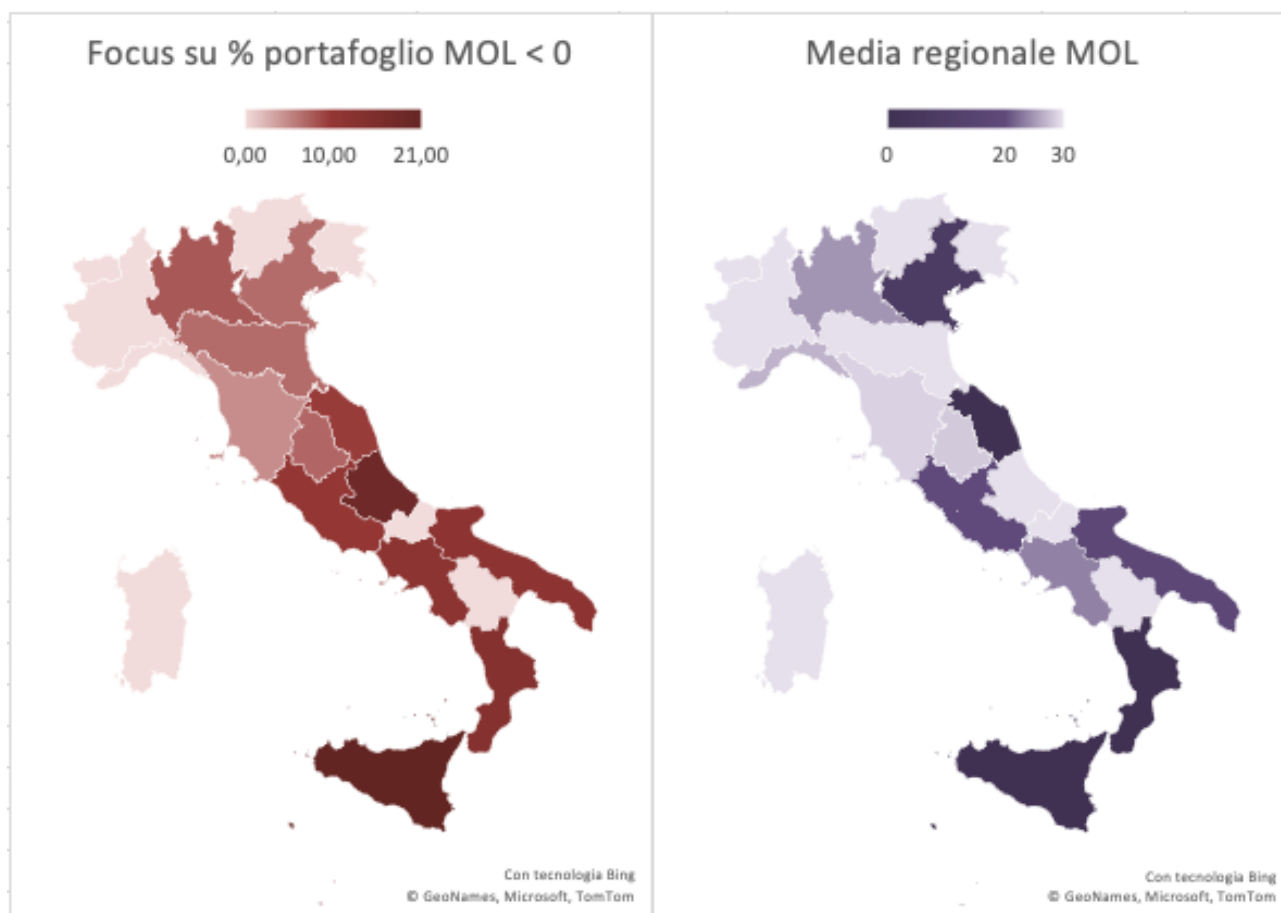 Focus su % portafoglio MOL < 0
0,00 10,00 21,00
Con tecnologia Bing
© GeoNames, Microsoft, TomTom
Media regionale MOL
0 20 30
Con tecnologia Bing
© GeoNames, Microsoft, TomTom